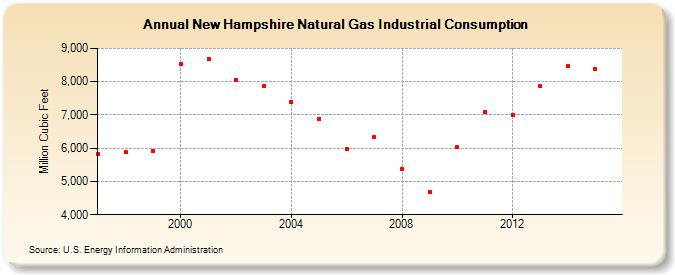 Annual New Hampshire Natural Gas Industrial Consumption
Million Cubic Feet
9,000
8,000
7,000
6,000
5,000
4,000
2000 2004 2008 2012
Source: U.S. Energy Information Administration